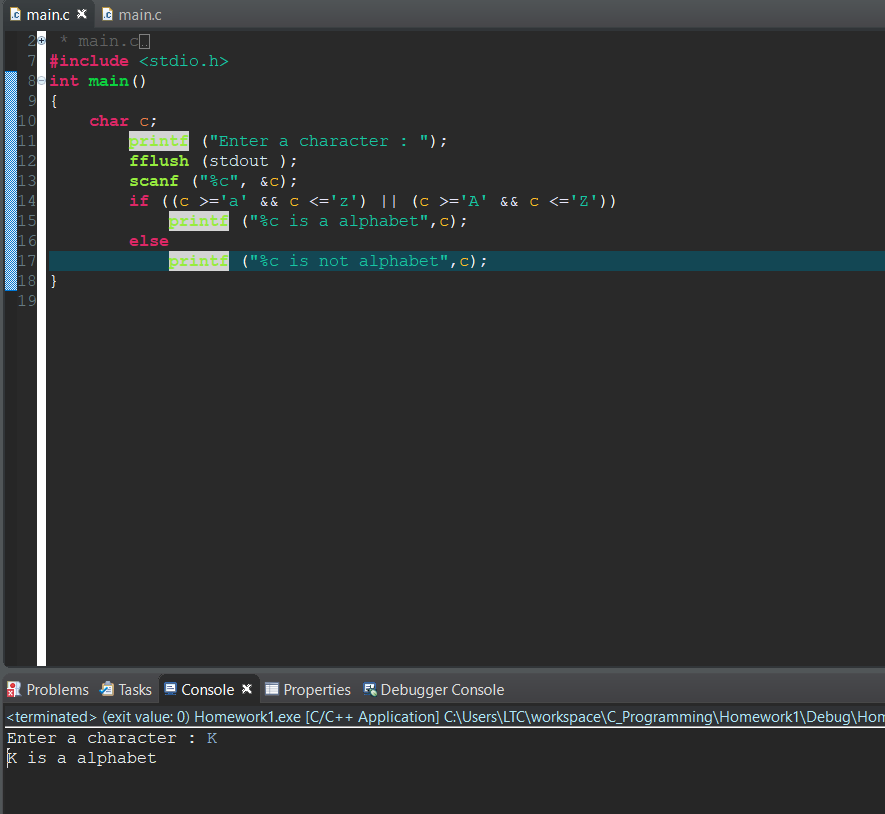 main.c main.c
2 * main.c
7 #include <stdio.h>
8 int main()
9 {
10 char c;
11 printf ("Enter a character : ");
12 fflush (stdout );
13 scanf ("%c", &c);
14 if ((c >='a' && c <='z') || (c >='A' && c <='Z'))
15 printf ("%c is a alphabet",c);
16 else
17 printf ("%c is not alphabet",c);
18 }
19
Problems Tasks Console Properties Debugger Console
<terminated> (exit value: 0) Homework1.exe [C/C++ Application] C:\Users\LTC\workspace\C_Programming\Homework1\Debug\Hom
Enter a character : K
K is a alphabet